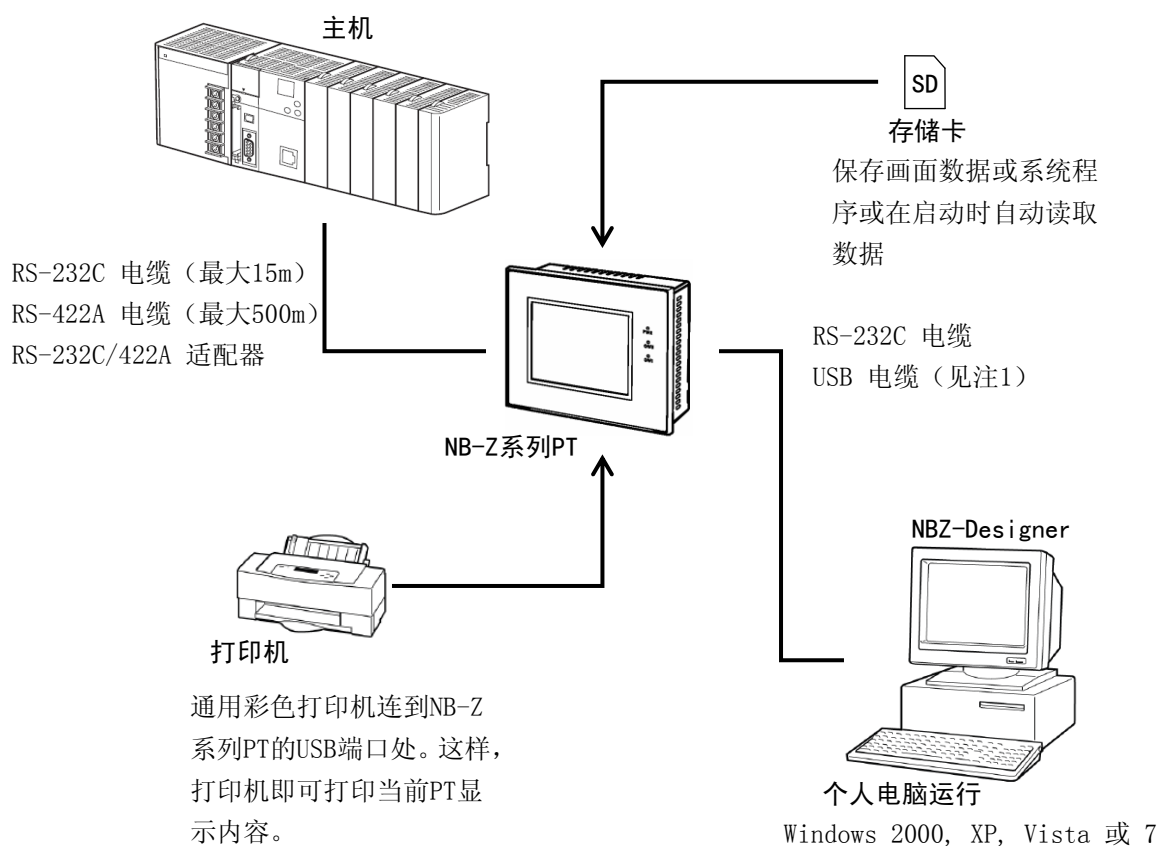 主机
SD
存储卡
保存画面数据或系统程
序或在启动时自动读取
数据
RS-232C 电缆（最大15m）
RS-422A 电缆（最大500m）
RS-232C/422A 适配器
RS-232C 电缆
USB 电缆（见注1）
NB-Z系列PT
NBZ-Designer
打印机
通用彩色打印机连到NB-Z
系列PT的USB端口处。这样，
打印机即可打印当前PT显
示内容。
个人电脑运行
Windows 2000, XP, Vista 或 7